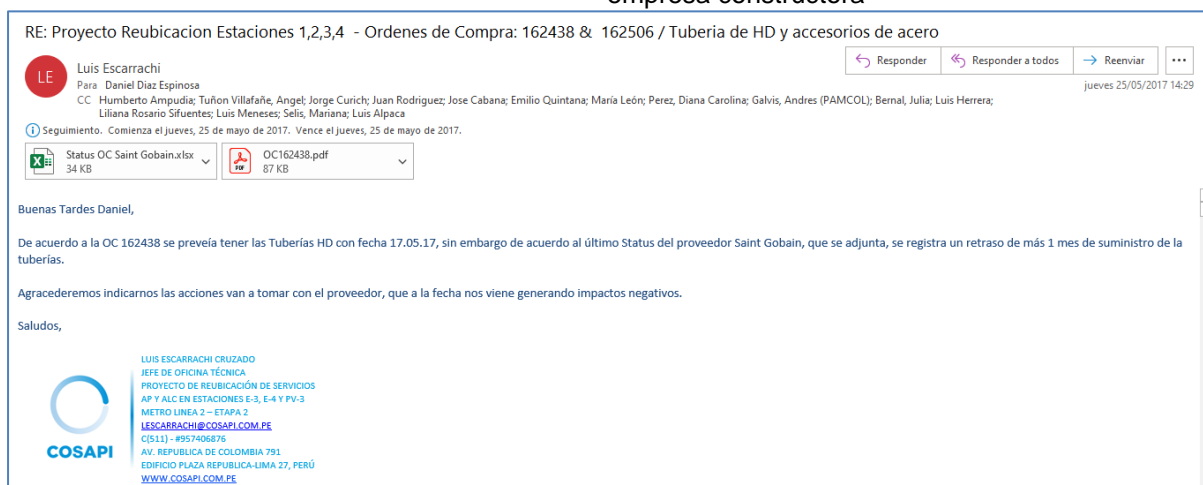 empresa constructora
RE: Proyecto Reubicacion Estaciones 1,2,3,4 - Ordenes de Compra: 162438 & 162506 / Tuberia de HD y accesorios de acero
LE
Luis Escarrachi
Para Daniel Diaz Espinosa
CC Humberto Ampudia; Tuñon Villafañe, Angel; Jorge Curich; Juan Rodriguez; Jose Cabana; Emilio Quintana; María León; Perez, Diana Carolina; Galvis, Andres (PAMCOL); Bernal, Julia; Luis Herrera;
Liliana Rosario Sifuentes; Luis Meneses; Selis, Mariana; Luis Alpaca
Responder
Responder a todos
Reenviar
jueves 25/05/2017 14:29
Seguimiento. Comienza el jueves, 25 de mayo de 2017. Vence el jueves, 25 de mayo de 2017.
Status OC Saint Gobain.xlsx
34 KB
OC162438.pdf
87 KB
Buenas Tardes Daniel,
De acuerdo a la OC 162438 se preveía tener las Tuberías HD con fecha 17.05.17, sin embargo de acuerdo al último Status del proveedor Saint Gobain, que se adjunta, se registra un retraso de más 1 mes de suministro de la
tuberías.
Agracederemos indicarnos las acciones van a tomar con el proveedor, que a la fecha nos viene generando impactos negativos.
Saludos,
COSAPI
LUIS ESCARRACHI CRUZADO
JEFE DE OFICINA TÉCNICA
PROYECTO DE REUBICACIÓN DE SERVICIOS
AP Y ALC EN ESTACIONES E-3, E-4 Y PV-3
METRO LINEA 2 – ETAPA 2
LESCARRACHI@COSAPI.COM.PE
C(511) - #957406876
AV. REPUBLICA DE COLOMBIA 791
EDIFICIO PLAZA REPUBLICA-LIMA 27, PERÚ
WWW.COSAPI.COM.PE